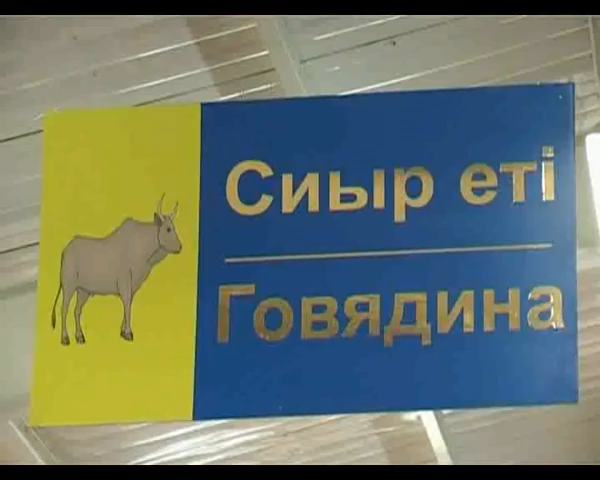 Сиыр еті
Говядина